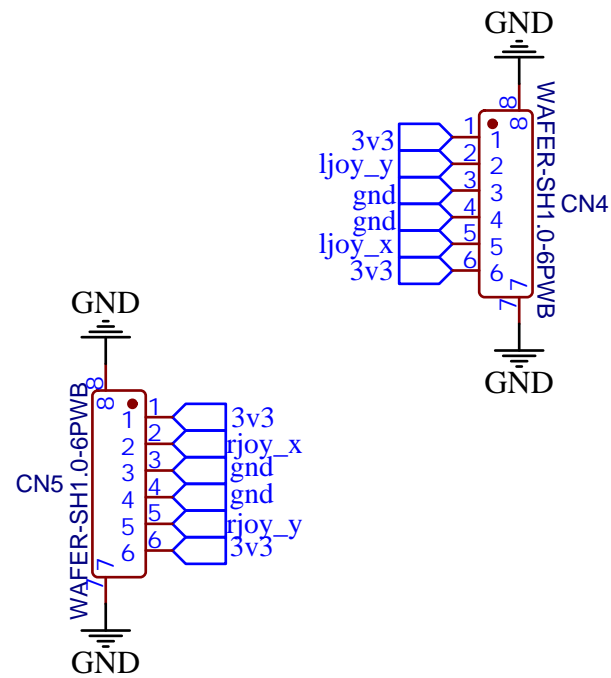 GND
8
8
WAFER-SH1.0-6PWB
CN4
3v3 1 1
ljoy_y 2 2
gnd 3 3
gnd 4 4
ljoy_x 5 5
3v3 6 6
7
7
GND
GND
8
8
WAFER-SH1.0-6PWB
CN5
1 1 3v3
2 2 rjoy_x
3 3 gnd
4 4 gnd
5 5 rjoy_y
6 6 3v3
7
7
GND